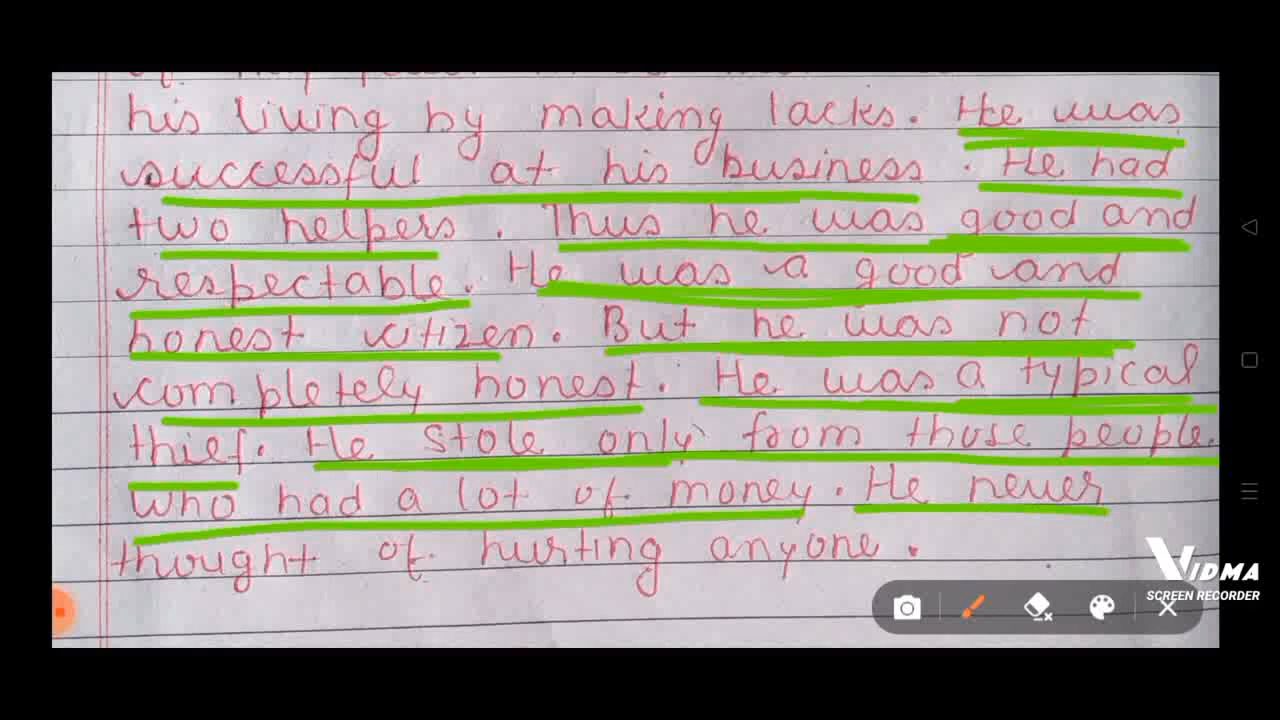 his living by making lacks. He was
successful at his business. He had
two helpers. Thus he was good and
respectable. He was a good and
honest citizen. But he was not
completely honest. He was a typical
thief. He stole only from those people.
who had a lot of money. He never
thought of hurting anyone.
VIDMA
SCREEN RECORDER